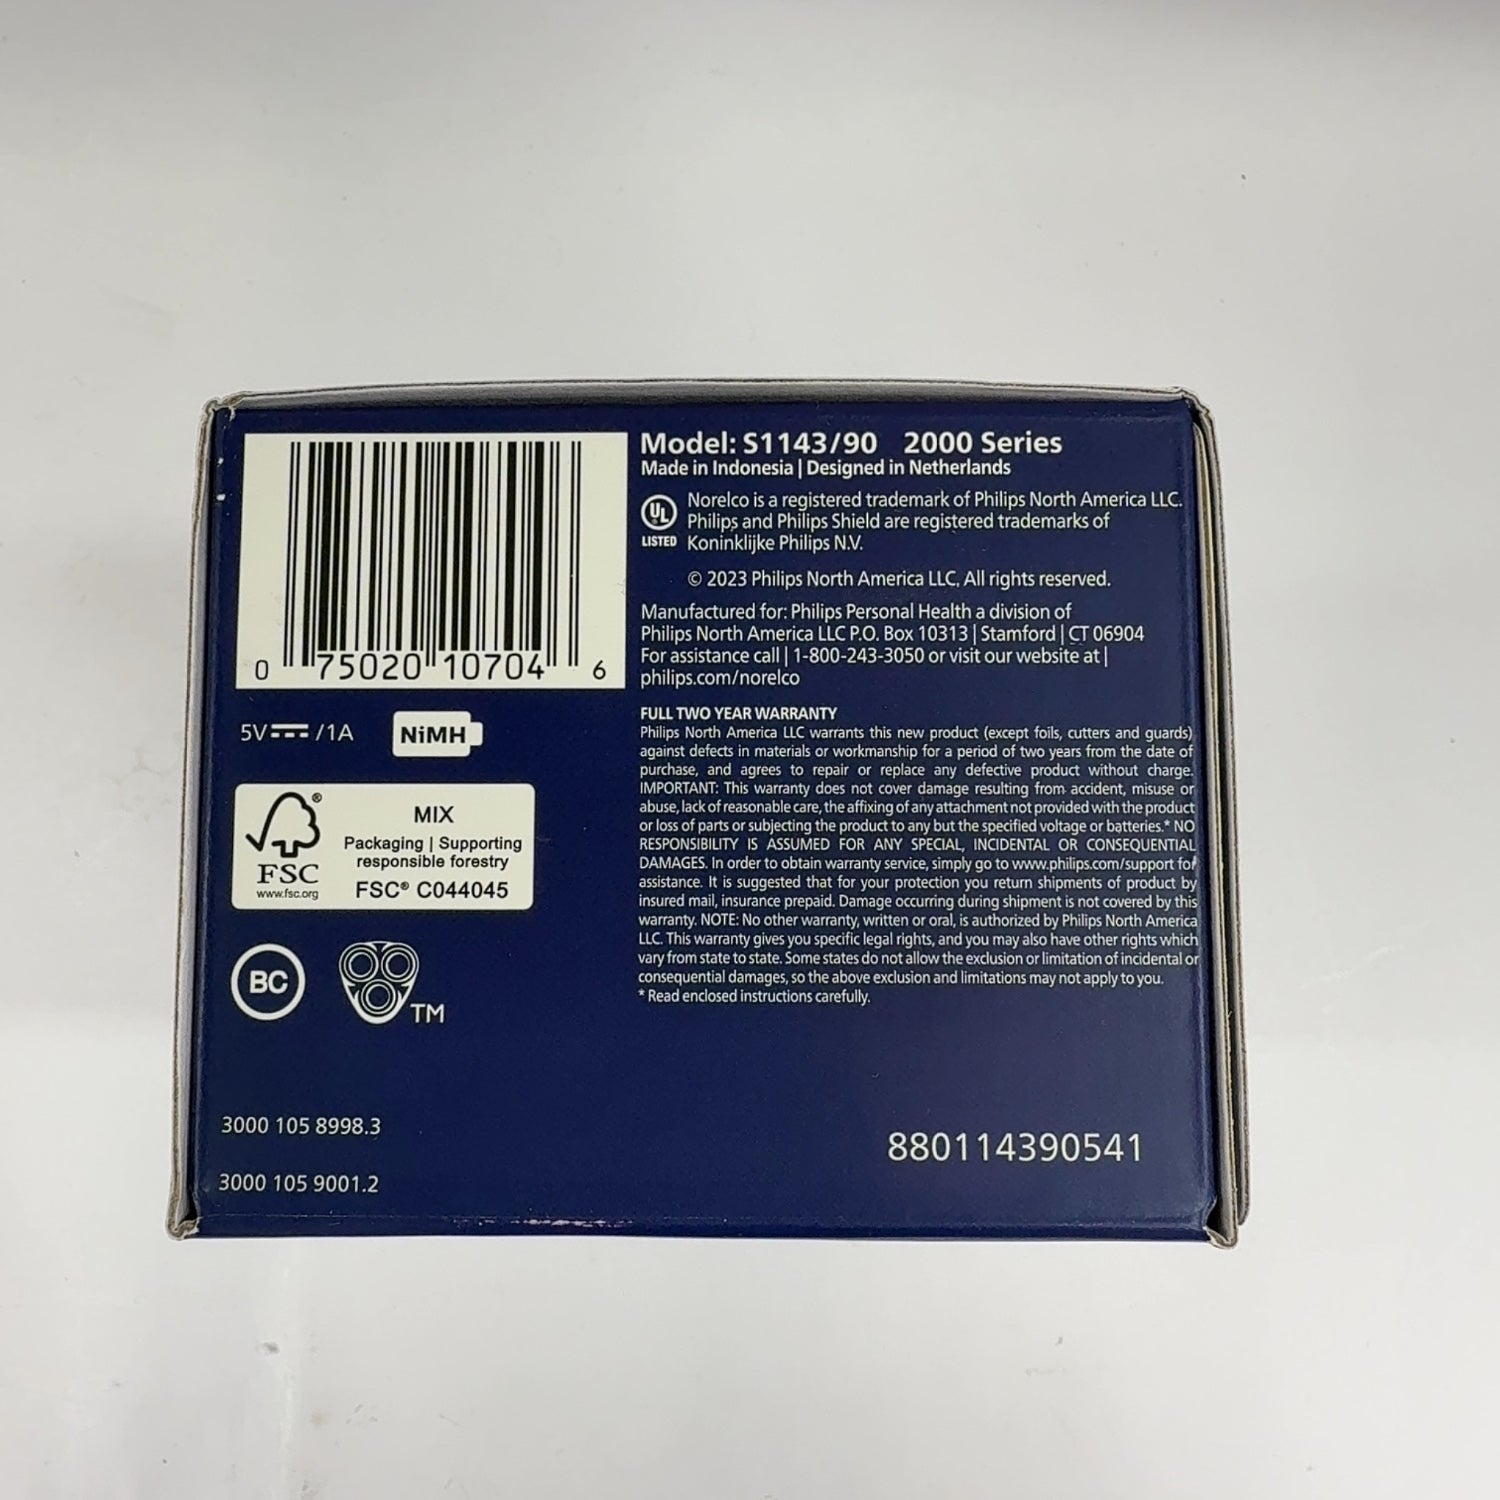 0 75020 10704 6
5V⎓/1A
NiMH
FSC®
www.fsc.org
MIX
Packaging | Supporting
responsible forestry
FSC® C044045
BC
TM
3000 105 8998.3
3000 105 9001.2
Model: S1143/90 2000 Series
Made in Indonesia | Designed in Netherlands
UL
LISTED
Norelco is a registered trademark of Philips North America LLC.
Philips and Philips Shield are registered trademarks of
Koninklijke Philips N.V.
© 2023 Philips North America LLC. All rights reserved.
Manufactured for: Philips Personal Health a division of
Philips North America LLC P.O. Box 10313 | Stamford | CT 06904
For assistance call | 1-800-243-3050 or visit our website at |
philips.com/norelco
FULL TWO YEAR WARRANTY
Philips North America LLC warrants this new product (except foils, cutters and guards)
against defects in materials or workmanship for a period of two years from the date of
purchase, and agrees to repair or replace any defective product without charge.
IMPORTANT: This warranty does not cover damage resulting from accident, misuse or
abuse, lack of reasonable care, the affixing of any attachment not provided with the product
or loss of parts or subjecting the product to any but the specified voltage or batteries.* NO
RESPONSIBILITY IS ASSUMED FOR ANY SPECIAL, INCIDENTAL OR CONSEQUENTIAL
DAMAGES. In order to obtain warranty service, simply go to www.philips.com/support for
assistance. It is suggested that for your protection you return shipments of product by
insured mail, insurance prepaid. Damage occurring during shipment is not covered by this
warranty. NOTE: No other warranty, written or oral, is authorized by Philips North America
LLC. This warranty gives you specific legal rights, and you may also have other rights which
vary from state to state. Some states do not allow the exclusion or limitation of incidental or
consequential damages, so the above exclusion and limitations may not apply to you.
* Read enclosed instructions carefully.
880114390541